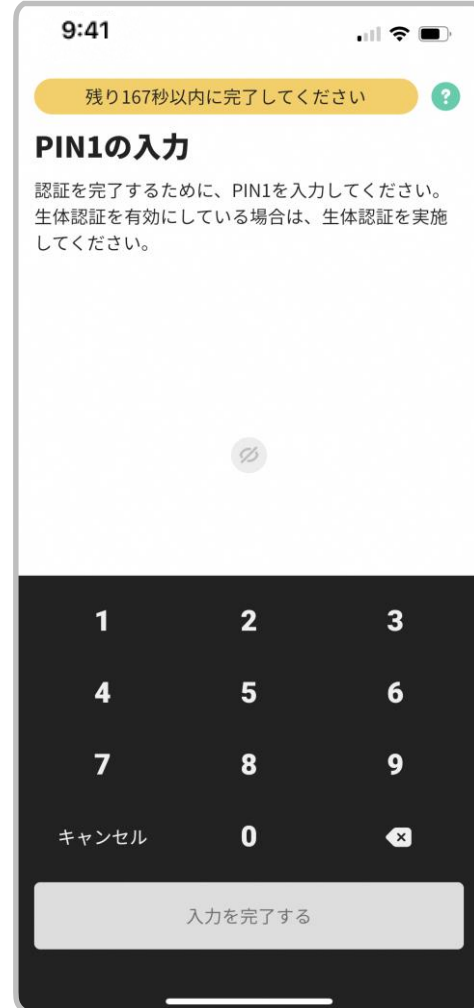 9:41
残り167秒以内に完了してください
?
PIN1の入力
認証を完了するために、PIN1を入力してください。
生体認証を有効にしている場合は、生体認証を実施
してください。
1 2 3
4 5 6
7 8 9
キャンセル 0
入力を完了する